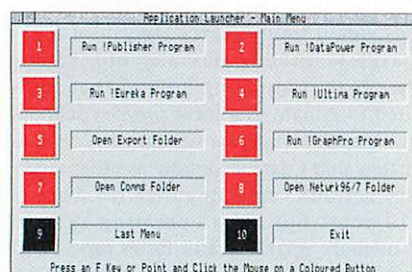 Application Launcher - Main Menu
1 Run !Publisher Program 2 Run !DataPower Program
3 Run !Eureka Program 4 Run !Ultima Program
5 Open Export Folder 6 Run !GraphPro Program
7 Open Comms Folder 8 Open Netwrk96/7 Folder
9 Last Menu 10 Exit
Press an F Key or Point and Click the Mouse on a Coloured Button